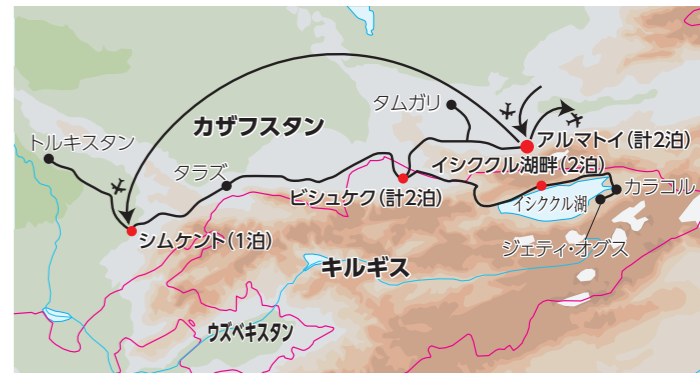 タムガリ
カザフスタン
アルマトイ(計2泊)
トルキスタン
イシククル湖畔(2泊)
タラズ
カラコル
ビシュケク(計2泊)
イシククル湖
シムケント(1泊)
ジェティ・オグス
キルギス
ウズベキスタン